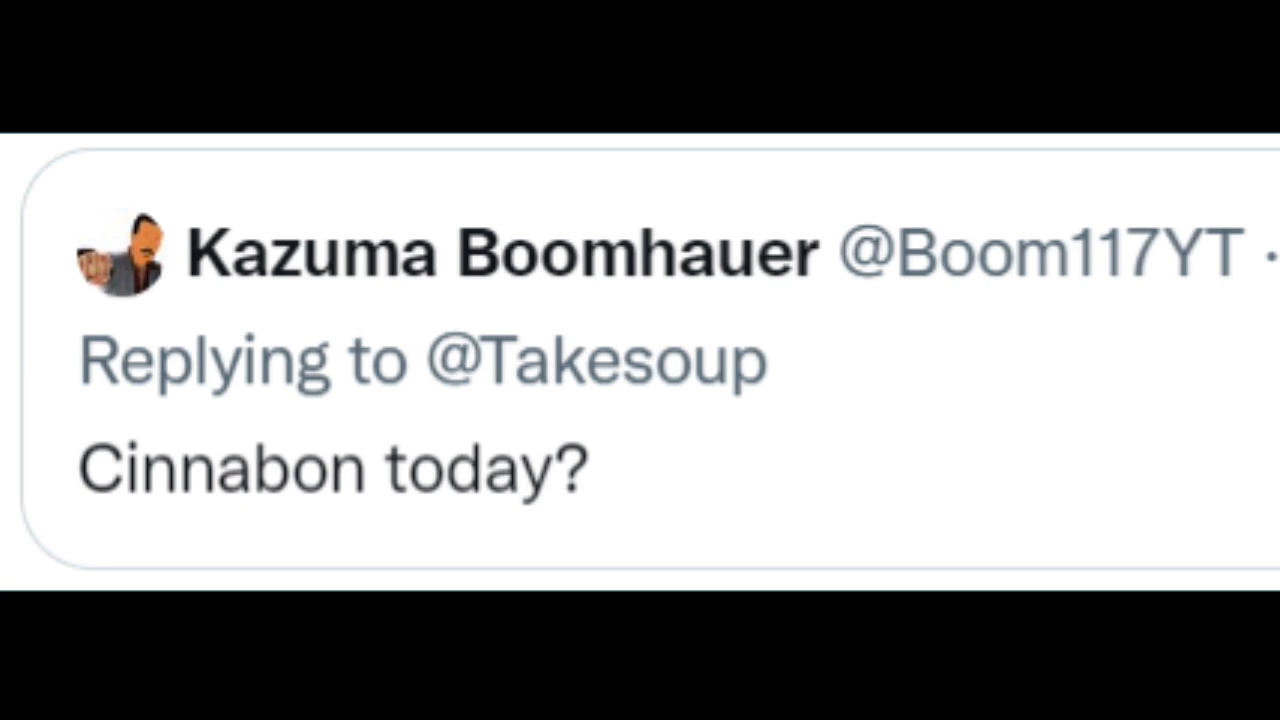 Kazuma Boomhauer @Boom117YT ·
Replying to @Takesoup
Cinnabon today?